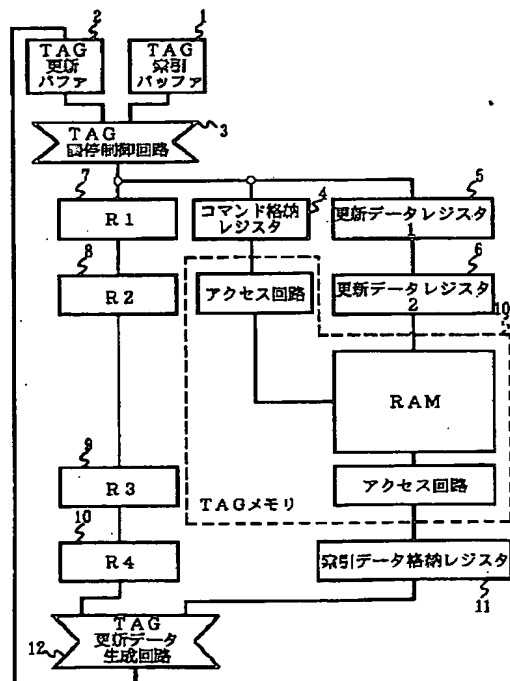 2
1
TAG
更新
バファ
TAG
索引
バッファ
TAG
調停制御回路
3
7
R1
4
コマンド格納
レジスタ
5
更新データレジスタ
1
8
R2
アクセス回路
6
更新データレジスタ
2
10
RAM
9
R3
アクセス回路
TAGメモリ
10
R4
索引データ格納レジスタ
11
TAG
更新データ
生成回路
12